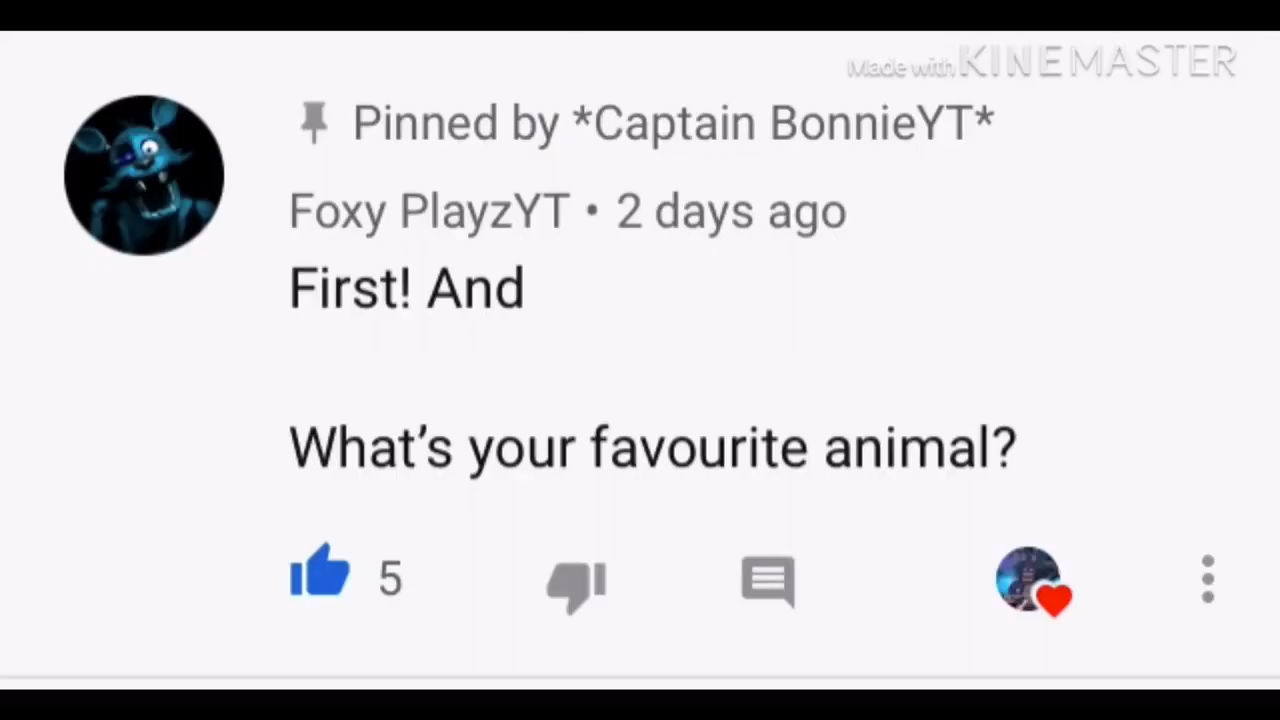 Made with KINEMASTER
Pinned by *Captain BonnieYT*
Foxy PlayzYT • 2 days ago
First! And
What’s your favourite animal?
5